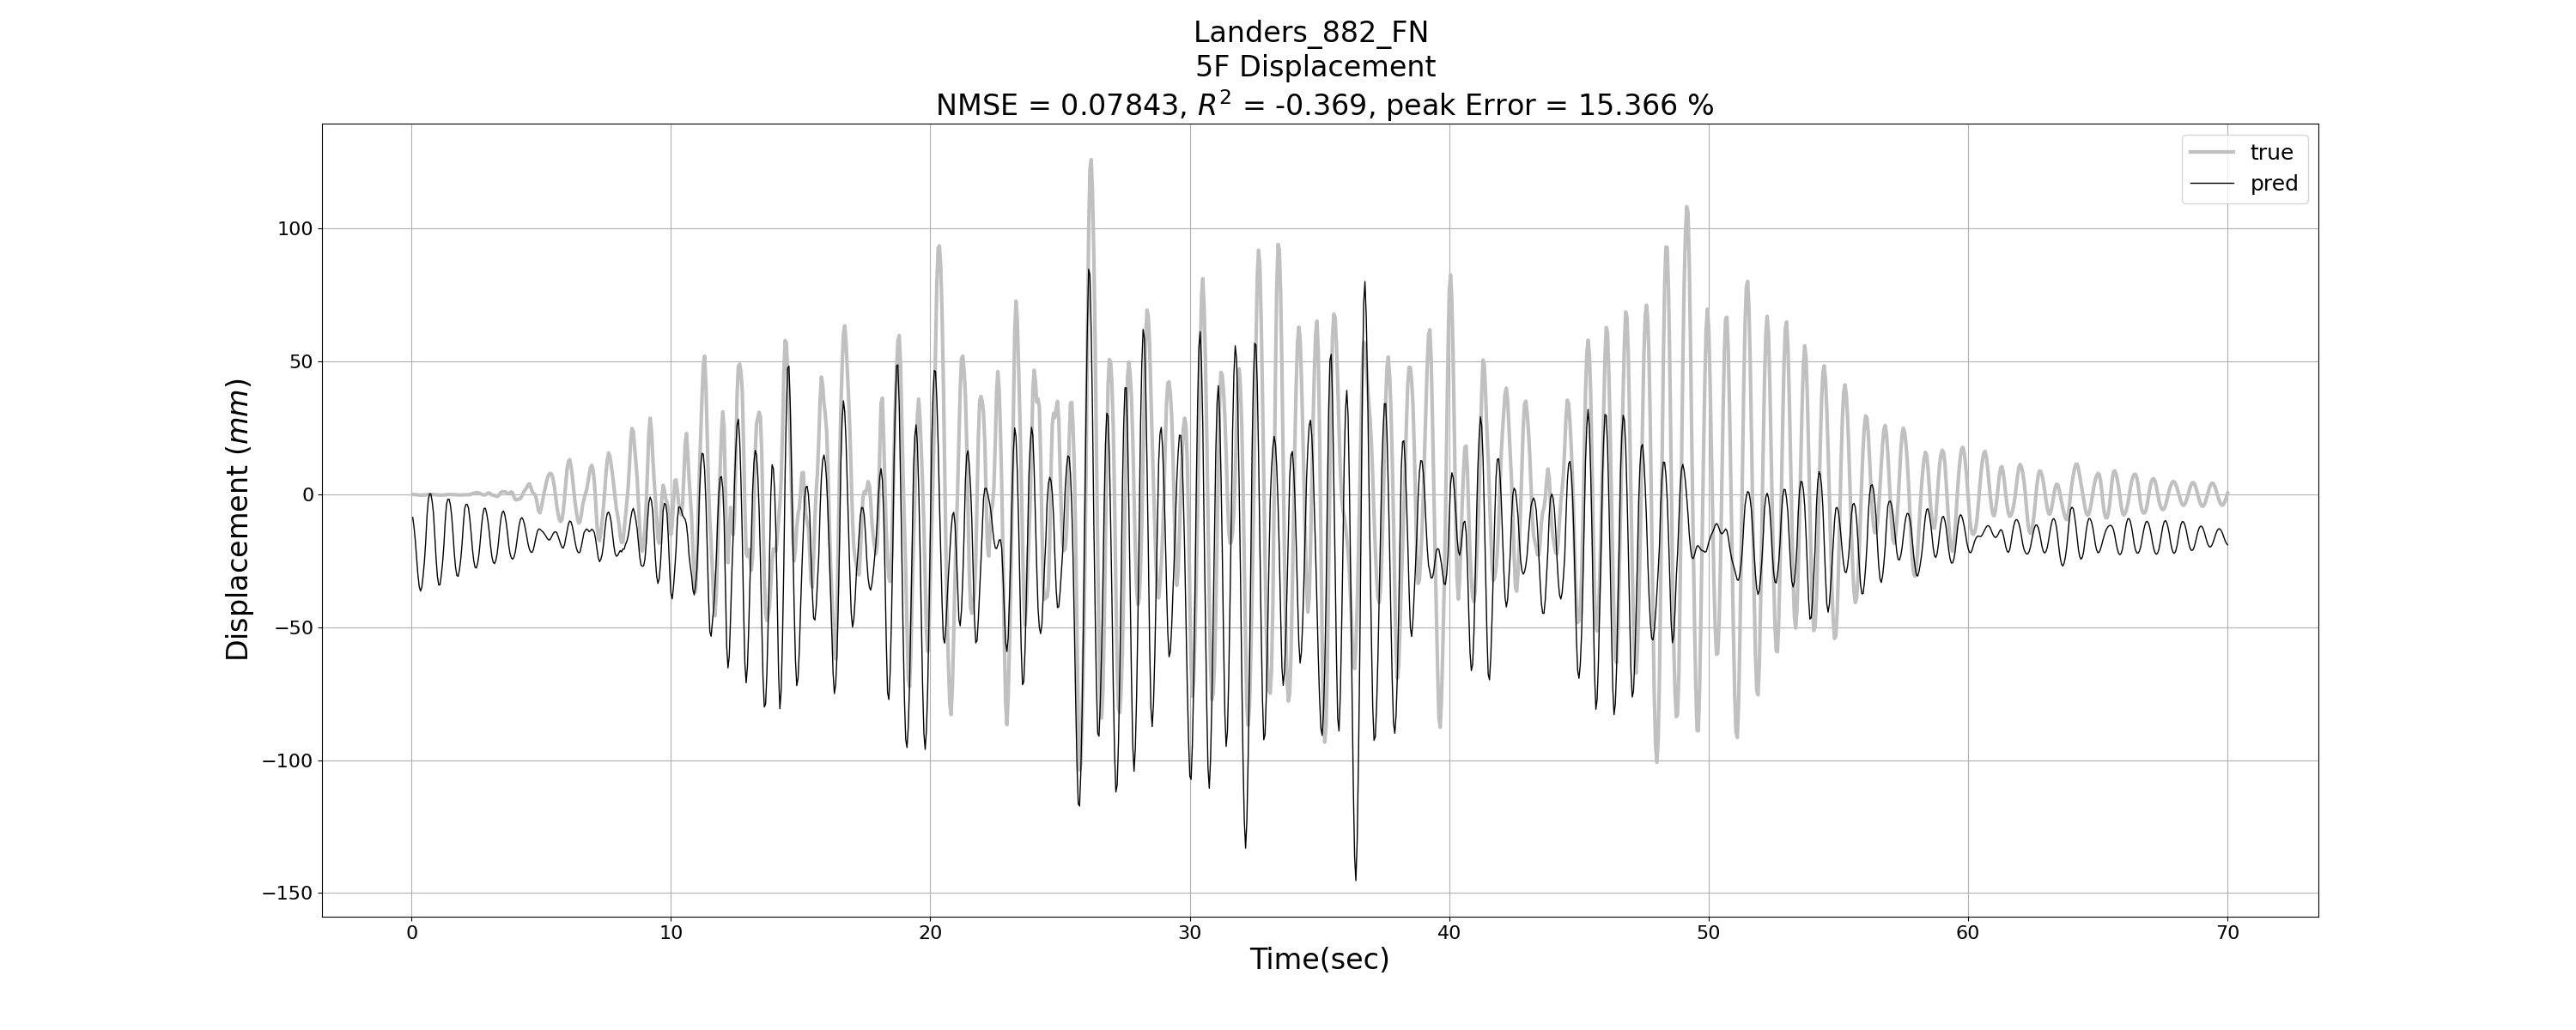 Landers_882_FN
5F Displacement
NMSE = 0.07843, R² = -0.369, peak Error = 15.366 %
true
pred
Displacement (mm)
100
50
0
−50
−100
−150
0 10 20 30 40 50 60 70
Time(sec)